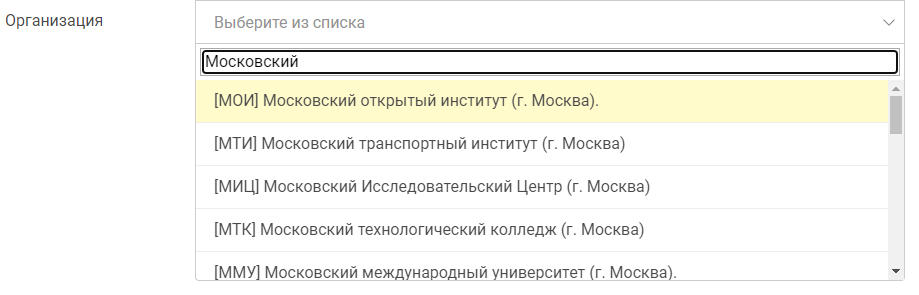 Организация
Выберите из списка
Московский
[МОИ] Московский открытый институт (г. Москва).
[МТИ] Московский транспортный институт (г. Москва)
[МИЦ] Московский Исследовательский Центр (г. Москва)
[МТК] Московский технологический колледж (г. Москва)
[ММУ] Московский международный университет (г. Москва).